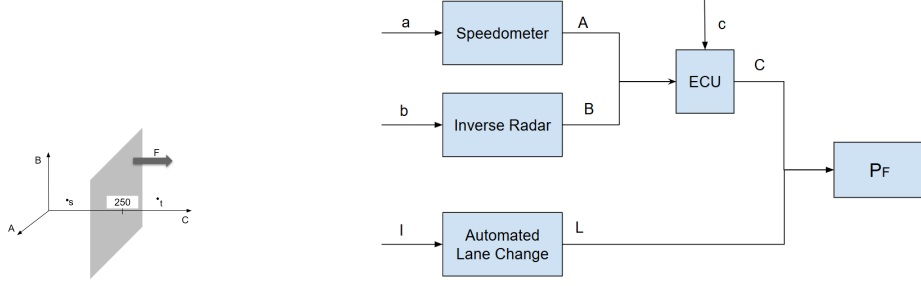 B
F
s
250
t
A
C
a
Speedometer
A
c
ECU
C
b
Inverse Radar
B
PF
l
Automated
Lane Change
L